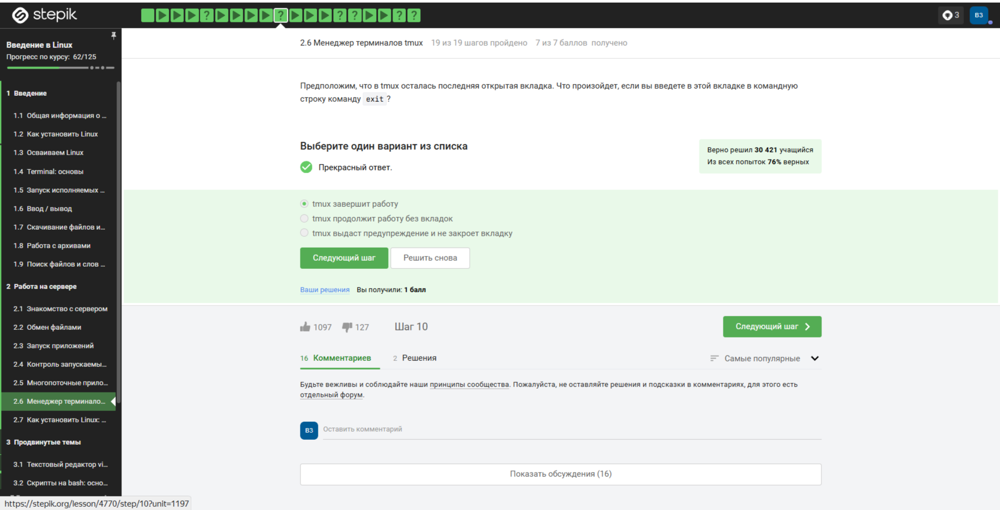 stepik
3
ВЗ
Введение в Linux
Прогресс по курсу: 62/125
1 Введение
1.1 Общая информация о ...
1.2 Как установить Linux
1.3 Осваиваем Linux
1.4 Terminal: основы
1.5 Запуск исполняемых ...
1.6 Ввод / вывод
1.7 Скачивание файлов и...
1.8 Работа с архивами
1.9 Поиск файлов и слов ...
2 Работа на сервере
2.1 Знакомство с сервером
2.2 Обмен файлами
2.3 Запуск приложений
2.4 Контроль запускаемы...
2.5 Многопоточные прило...
2.6 Менеджер терминало...
2.7 Как установить Linux: ...
3 Продвинутые темы
3.1 Текстовый редактор vi...
3.2 Скрипты на bash: осно...
https://stepik.org/lesson/4770/step/10?unit=1197
2.6 Менеджер терминалов tmux 19 из 19 шагов пройдено 7 из 7 баллов получено
Предположим, что в tmux осталась последняя открытая вкладка. Что произойдет, если вы введете в этой вкладке в командную
строку команду exit ?
Выберите один вариант из списка
Прекрасный ответ.
Верно решил 30 421 учащийся
Из всех попыток 76% верных
tmux завершит работу
tmux продолжит работу без вкладок
tmux выдаст предупреждение и не закроет вкладку
Следующий шаг Решить снова
Ваши решения Вы получили: 1 балл
1097 127 Шаг 10 Следующий шаг
16 Комментариев 2 Решения Самые популярные
Будьте вежливы и соблюдайте наши принципы сообщества. Пожалуйста, не оставляйте решения и подсказки в комментариях, для этого есть
отдельный форум.
ВЗ Оставить комментарий
Показать обсуждения (16)